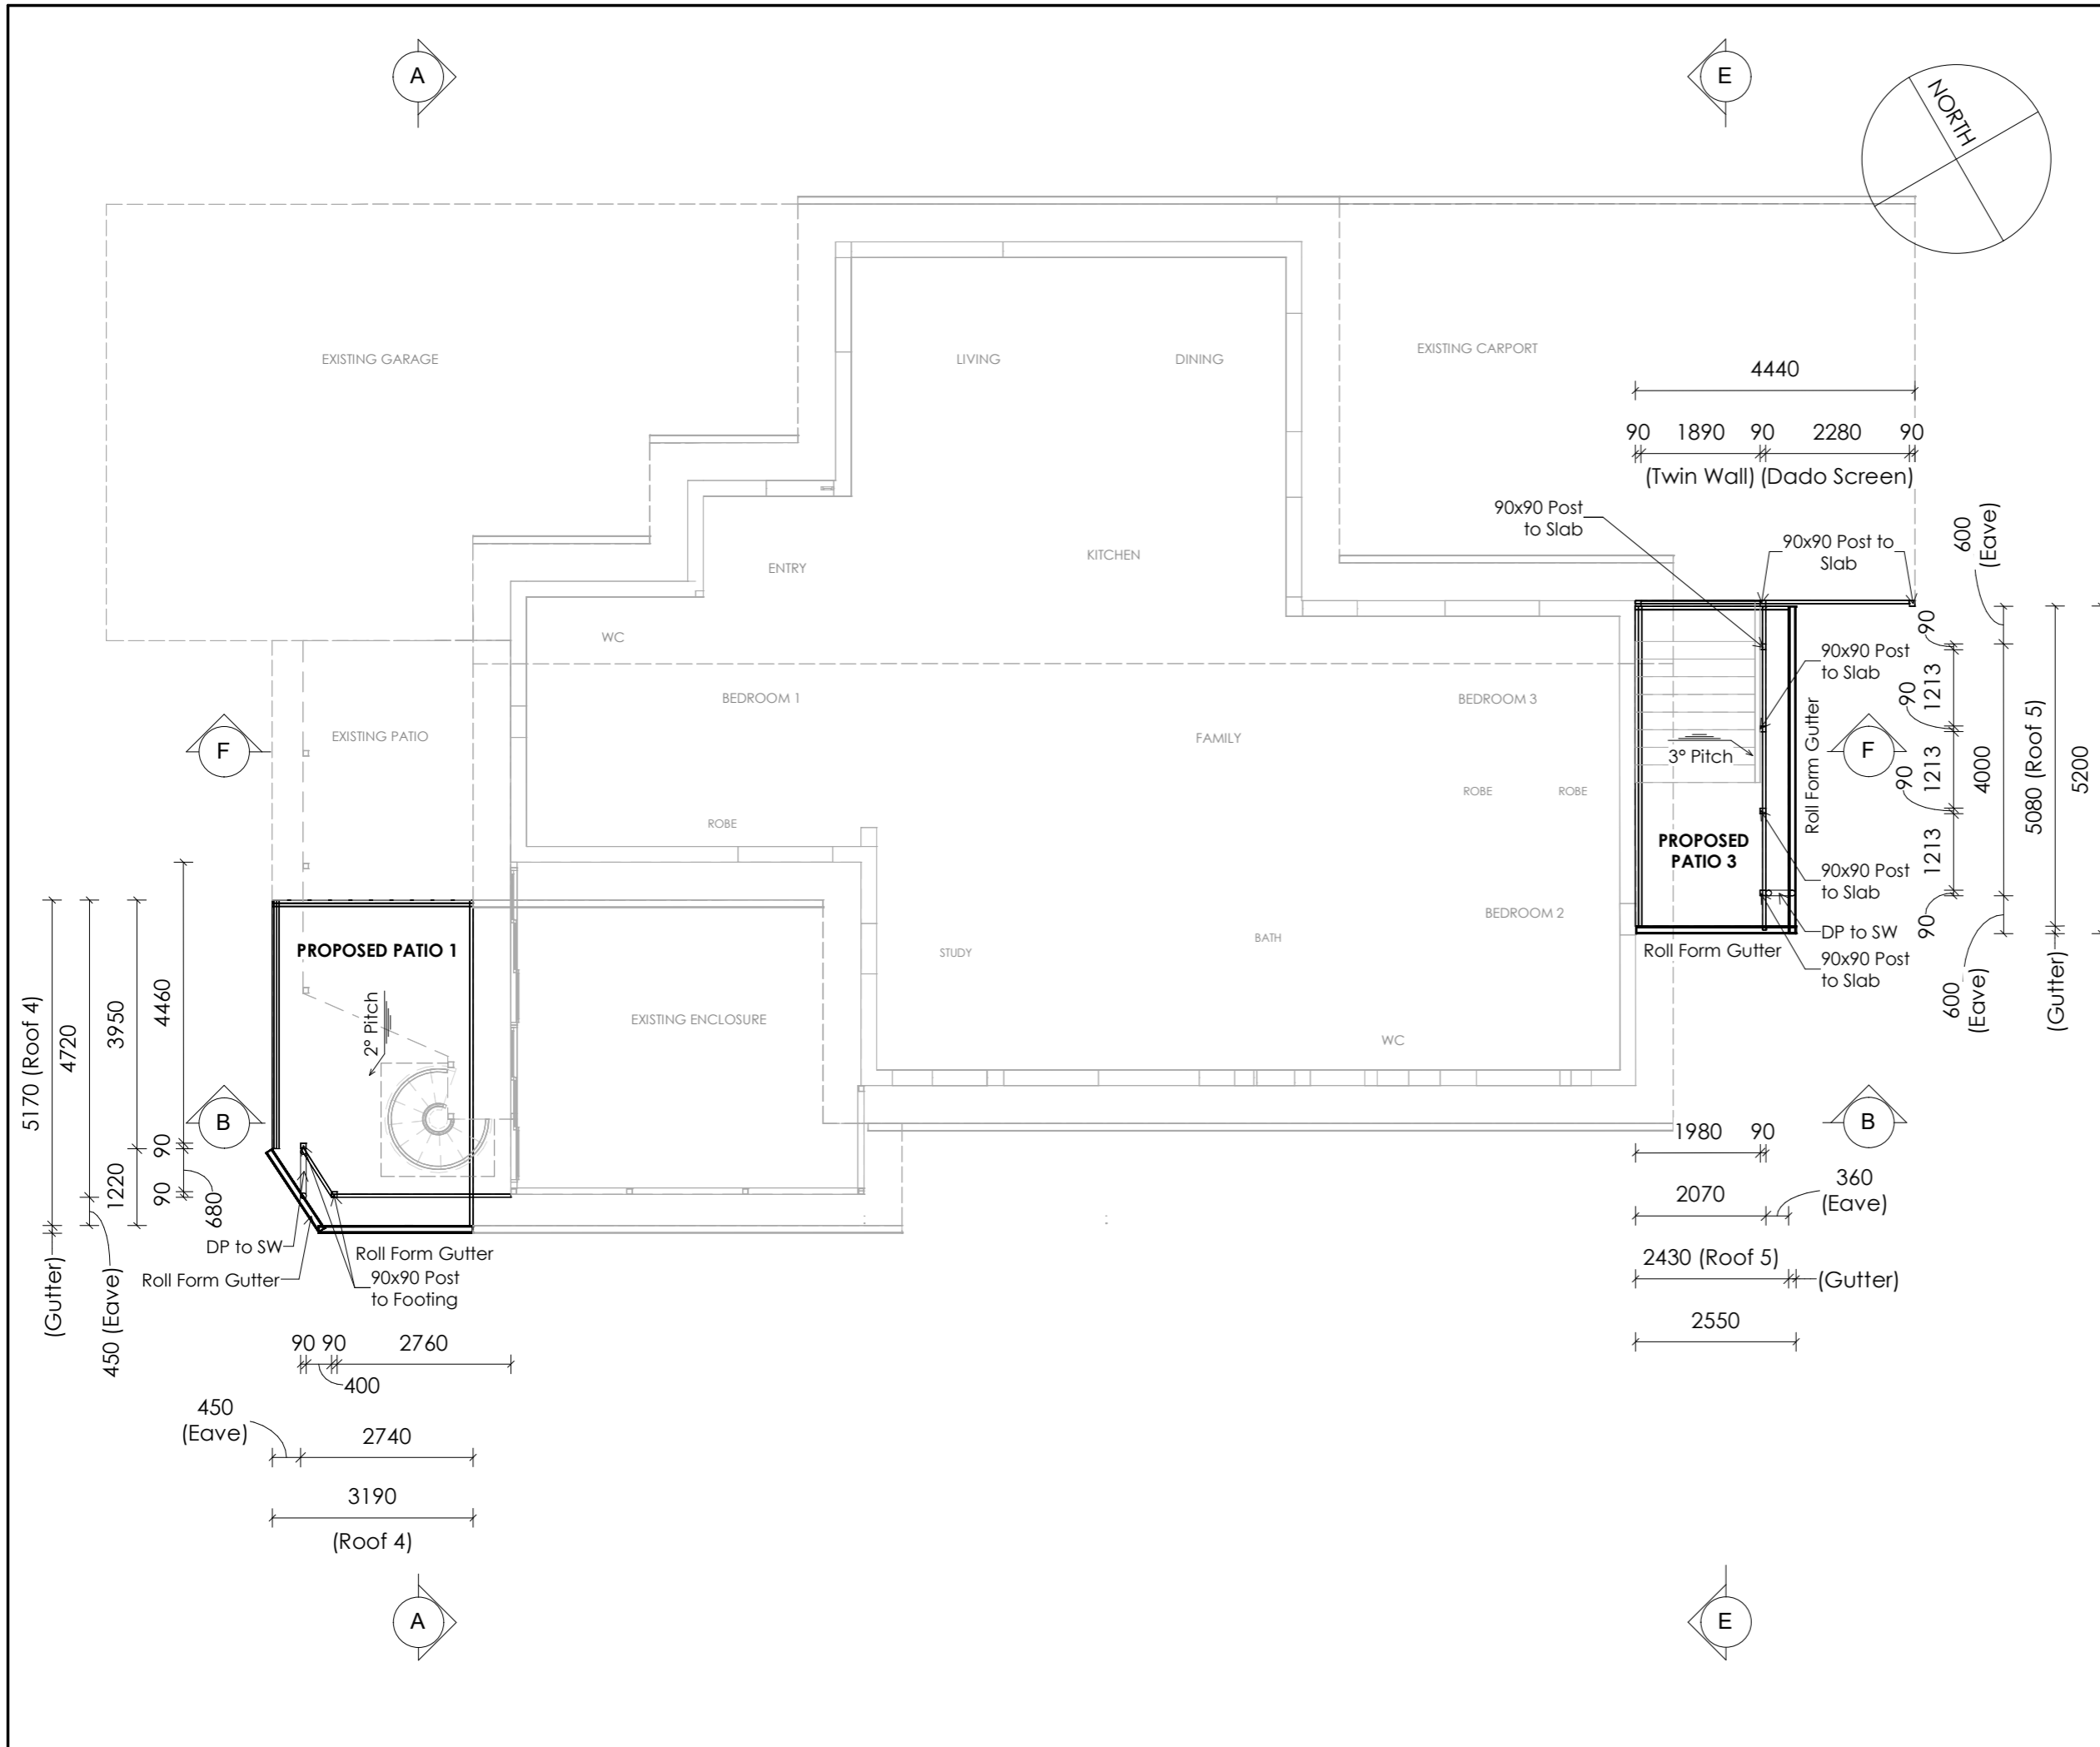 A
E
NORTH
EXISTING GARAGE
LIVING
DINING
EXISTING CARPORT
4440
90 1890 90 2280 90
(Twin Wall) (Dado Screen)
90x90 Post
to Slab
90x90 Post to
Slab
600
(Eave)
ENTRY
KITCHEN
WC
90
90x90 Post
to Slab
1213
90
BEDROOM 1
BEDROOM 3
EXISTING PATIO
FAMILY
F
3° Pitch
Roll Form Gutter
F
1213
90
4000
5080 (Roof 5)
5200
ROBE
ROBE
ROBE
PROPOSED
PATIO 3
1213
90x90 Post
to Slab
90
BEDROOM 2
DP to SW
BATH
STUDY
Roll Form Gutter
90x90 Post
to Slab
600
(Eave)
(Gutter)
PROPOSED PATIO 1
5170 (Roof 4)
4720
3950
4460
2° Pitch
EXISTING ENCLOSURE
WC
B
B
90
1220
90
680
1980 90
2070
360
(Eave)
DP to SW
Roll Form Gutter
Roll Form Gutter
90x90 Post
to Footing
(Gutter)
450 (Eave)
2430 (Roof 5)
(Gutter)
2550
90 90 2760
400
450
(Eave)
2740
3190
(Roof 4)
A
E